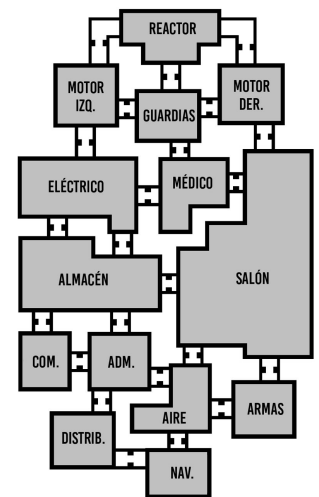 REACTOR
MOTOR
IZQ.
MOTOR
DER.
GUARDIAS
ELÉCTRICO
MÉDICO
ALMACÉN
SALÓN
COM.
ADM.
AIRE
ARMAS
DISTRIB.
NAV.